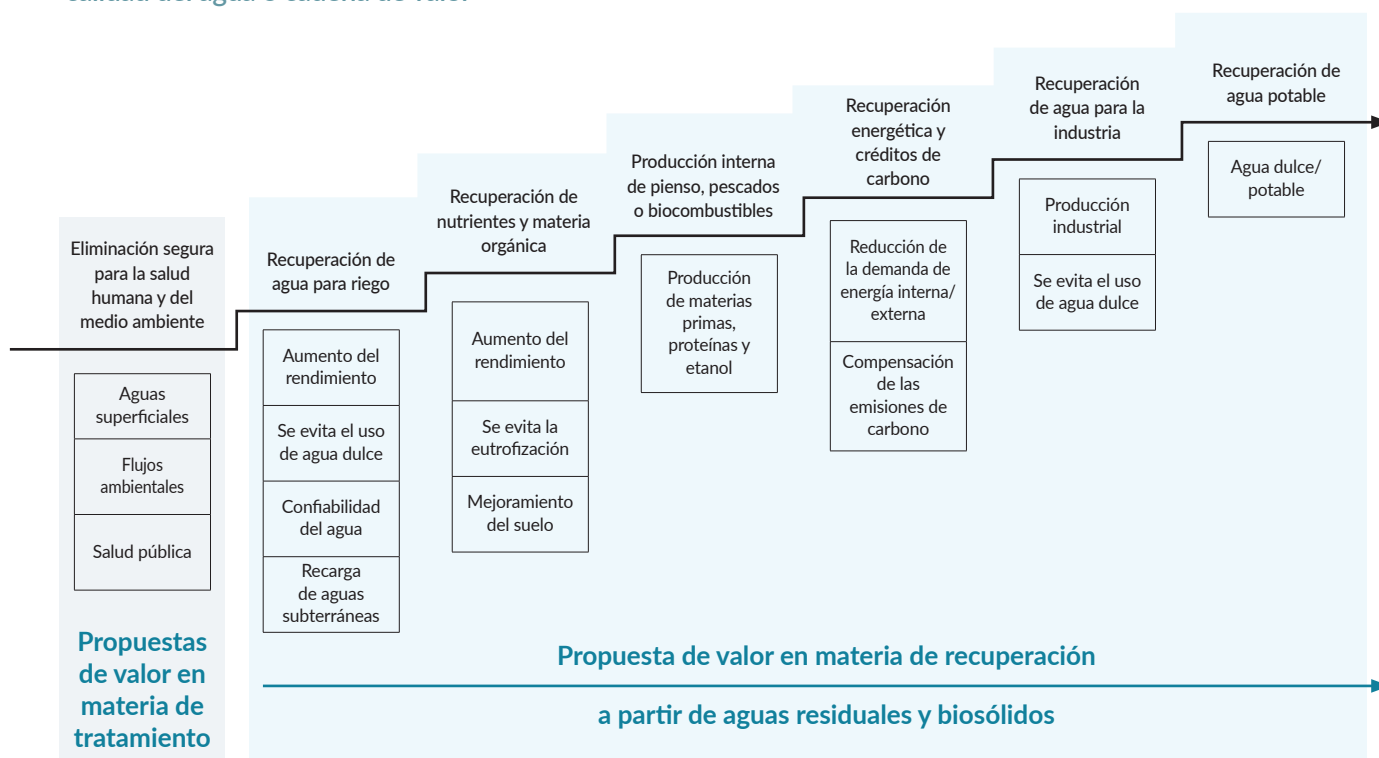 Eliminación segura
para la salud
humana y del
medio ambiente
Aguas
superficiales
Flujos
ambientales
Salud pública
Propuestas
de valor en
materia de
tratamiento
Recuperación de
agua para riego
Aumento del
rendimiento
Se evita el uso
de agua dulce
Confiabilidad
del agua
Recarga
de aguas
subterráneas
Recuperación de
nutrientes y materia
orgánica
Aumento del
rendimiento
Se evita la
eutrofización
Mejoramiento
del suelo
Producción interna
de pienso, pescados
o biocombustibles
Producción
de materias
primas,
proteínas y
etanol
Recuperación
energética y
créditos de
carbono
Reducción de
la demanda de
energía interna/
externa
Compensación
de las
emisiones de
carbono
Recuperación
de agua para la
industria
Producción
industrial
Se evita el uso
de agua dulce
Recuperación de
agua potable
Agua dulce/
potable
Propuesta de valor en materia de recuperación
a partir de aguas residuales y biosólidos